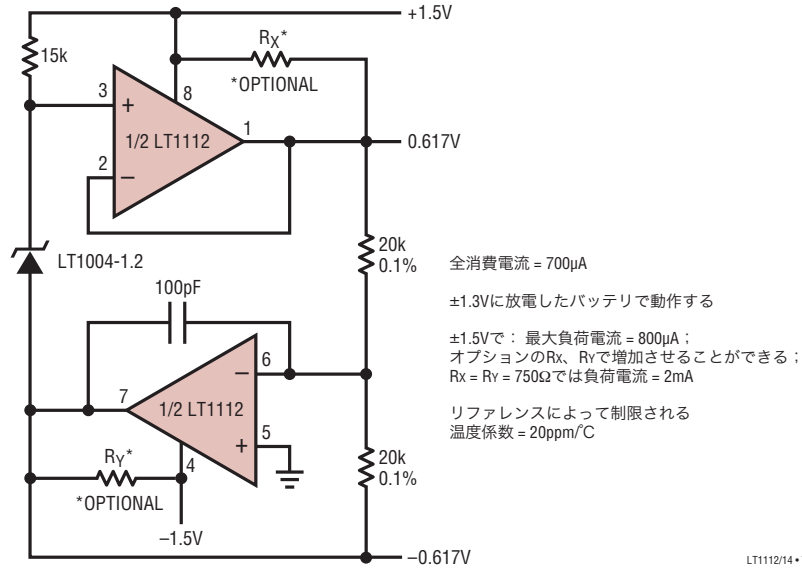 +1.5V
15k
RX*
*OPTIONAL
3
+
8
1/2 LT1112
1
0.617V
2
–
20k
0.1%
LT1004-1.2
100pF
6
–
7
1/2 LT1112
5
+
RY*
4
*OPTIONAL
–1.5V
20k
0.1%
–0.617V
全消費電流 = 700µA
±1.3Vに放電したバッテリで動作する
±1.5Vで： 最大負荷電流 = 800µA；
オプションのRX、RYで増加させることができる；
RX = RY = 750Ωでは負荷電流 = 2mA
リファレンスによって制限される
温度係数 = 20ppm/°C
LT1112/14 •